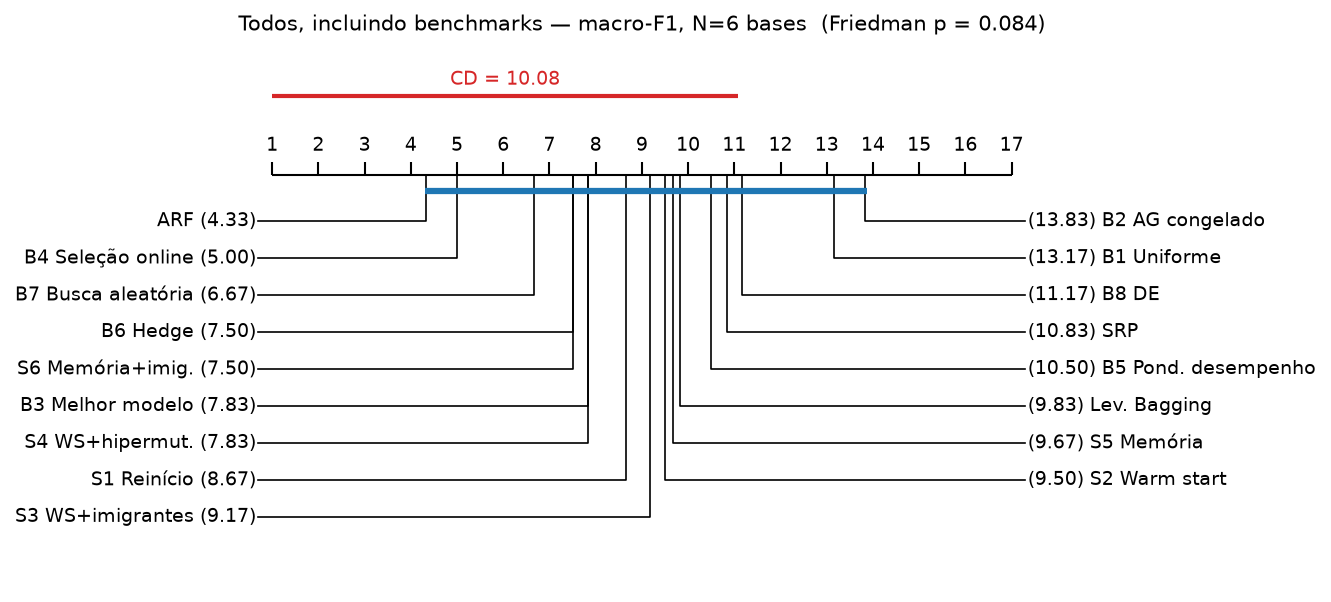 Todos, incluindo benchmarks — macro-F1, N=6 bases (Friedman p = 0.084)
CD = 10.08
1 2 3 4 5 6 7 8 9 10 11 12 13 14 15 16 17
ARF (4.33)
(13.83) B2 AG congelado
B4 Seleção online (5.00)
(13.17) B1 Uniforme
B7 Busca aleatória (6.67)
(11.17) B8 DE
B6 Hedge (7.50)
(10.83) SRP
S6 Memória+imig. (7.50)
(10.50) B5 Pond. desempenho
B3 Melhor modelo (7.83)
(9.83) Lev. Bagging
S4 WS+hipermut. (7.83)
(9.67) S5 Memória
S1 Reinício (8.67)
(9.50) S2 Warm start
S3 WS+imigrantes (9.17)